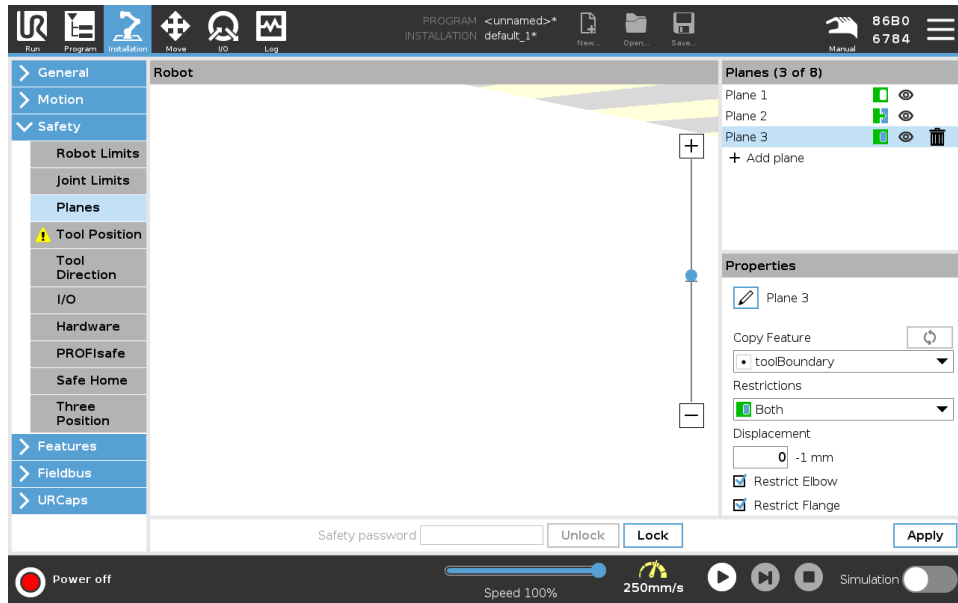 PROGRAM <unnamed>*
INSTALLATION default_1*
UR
Run
Program
Installation
Move
I/O
Log
New...
Open...
Save...
Manual
86B0
6784
General
Motion
Safety
Robot Limits
Joint Limits
Planes
Tool Position
Tool
Direction
I/O
Hardware
PROFIsafe
Safe Home
Three
Position
Features
Fieldbus
URCaps
Robot
Planes (3 of 8)
Plane 1
Plane 2
Plane 3
+ Add plane
Properties
Plane 3
Copy Feature
toolBoundary
Restrictions
Both
Displacement
0 -1 mm
Restrict Elbow
Restrict Flange
Safety password
Unlock
Lock
Apply
Power off
Speed 100%
250mm/s
Simulation